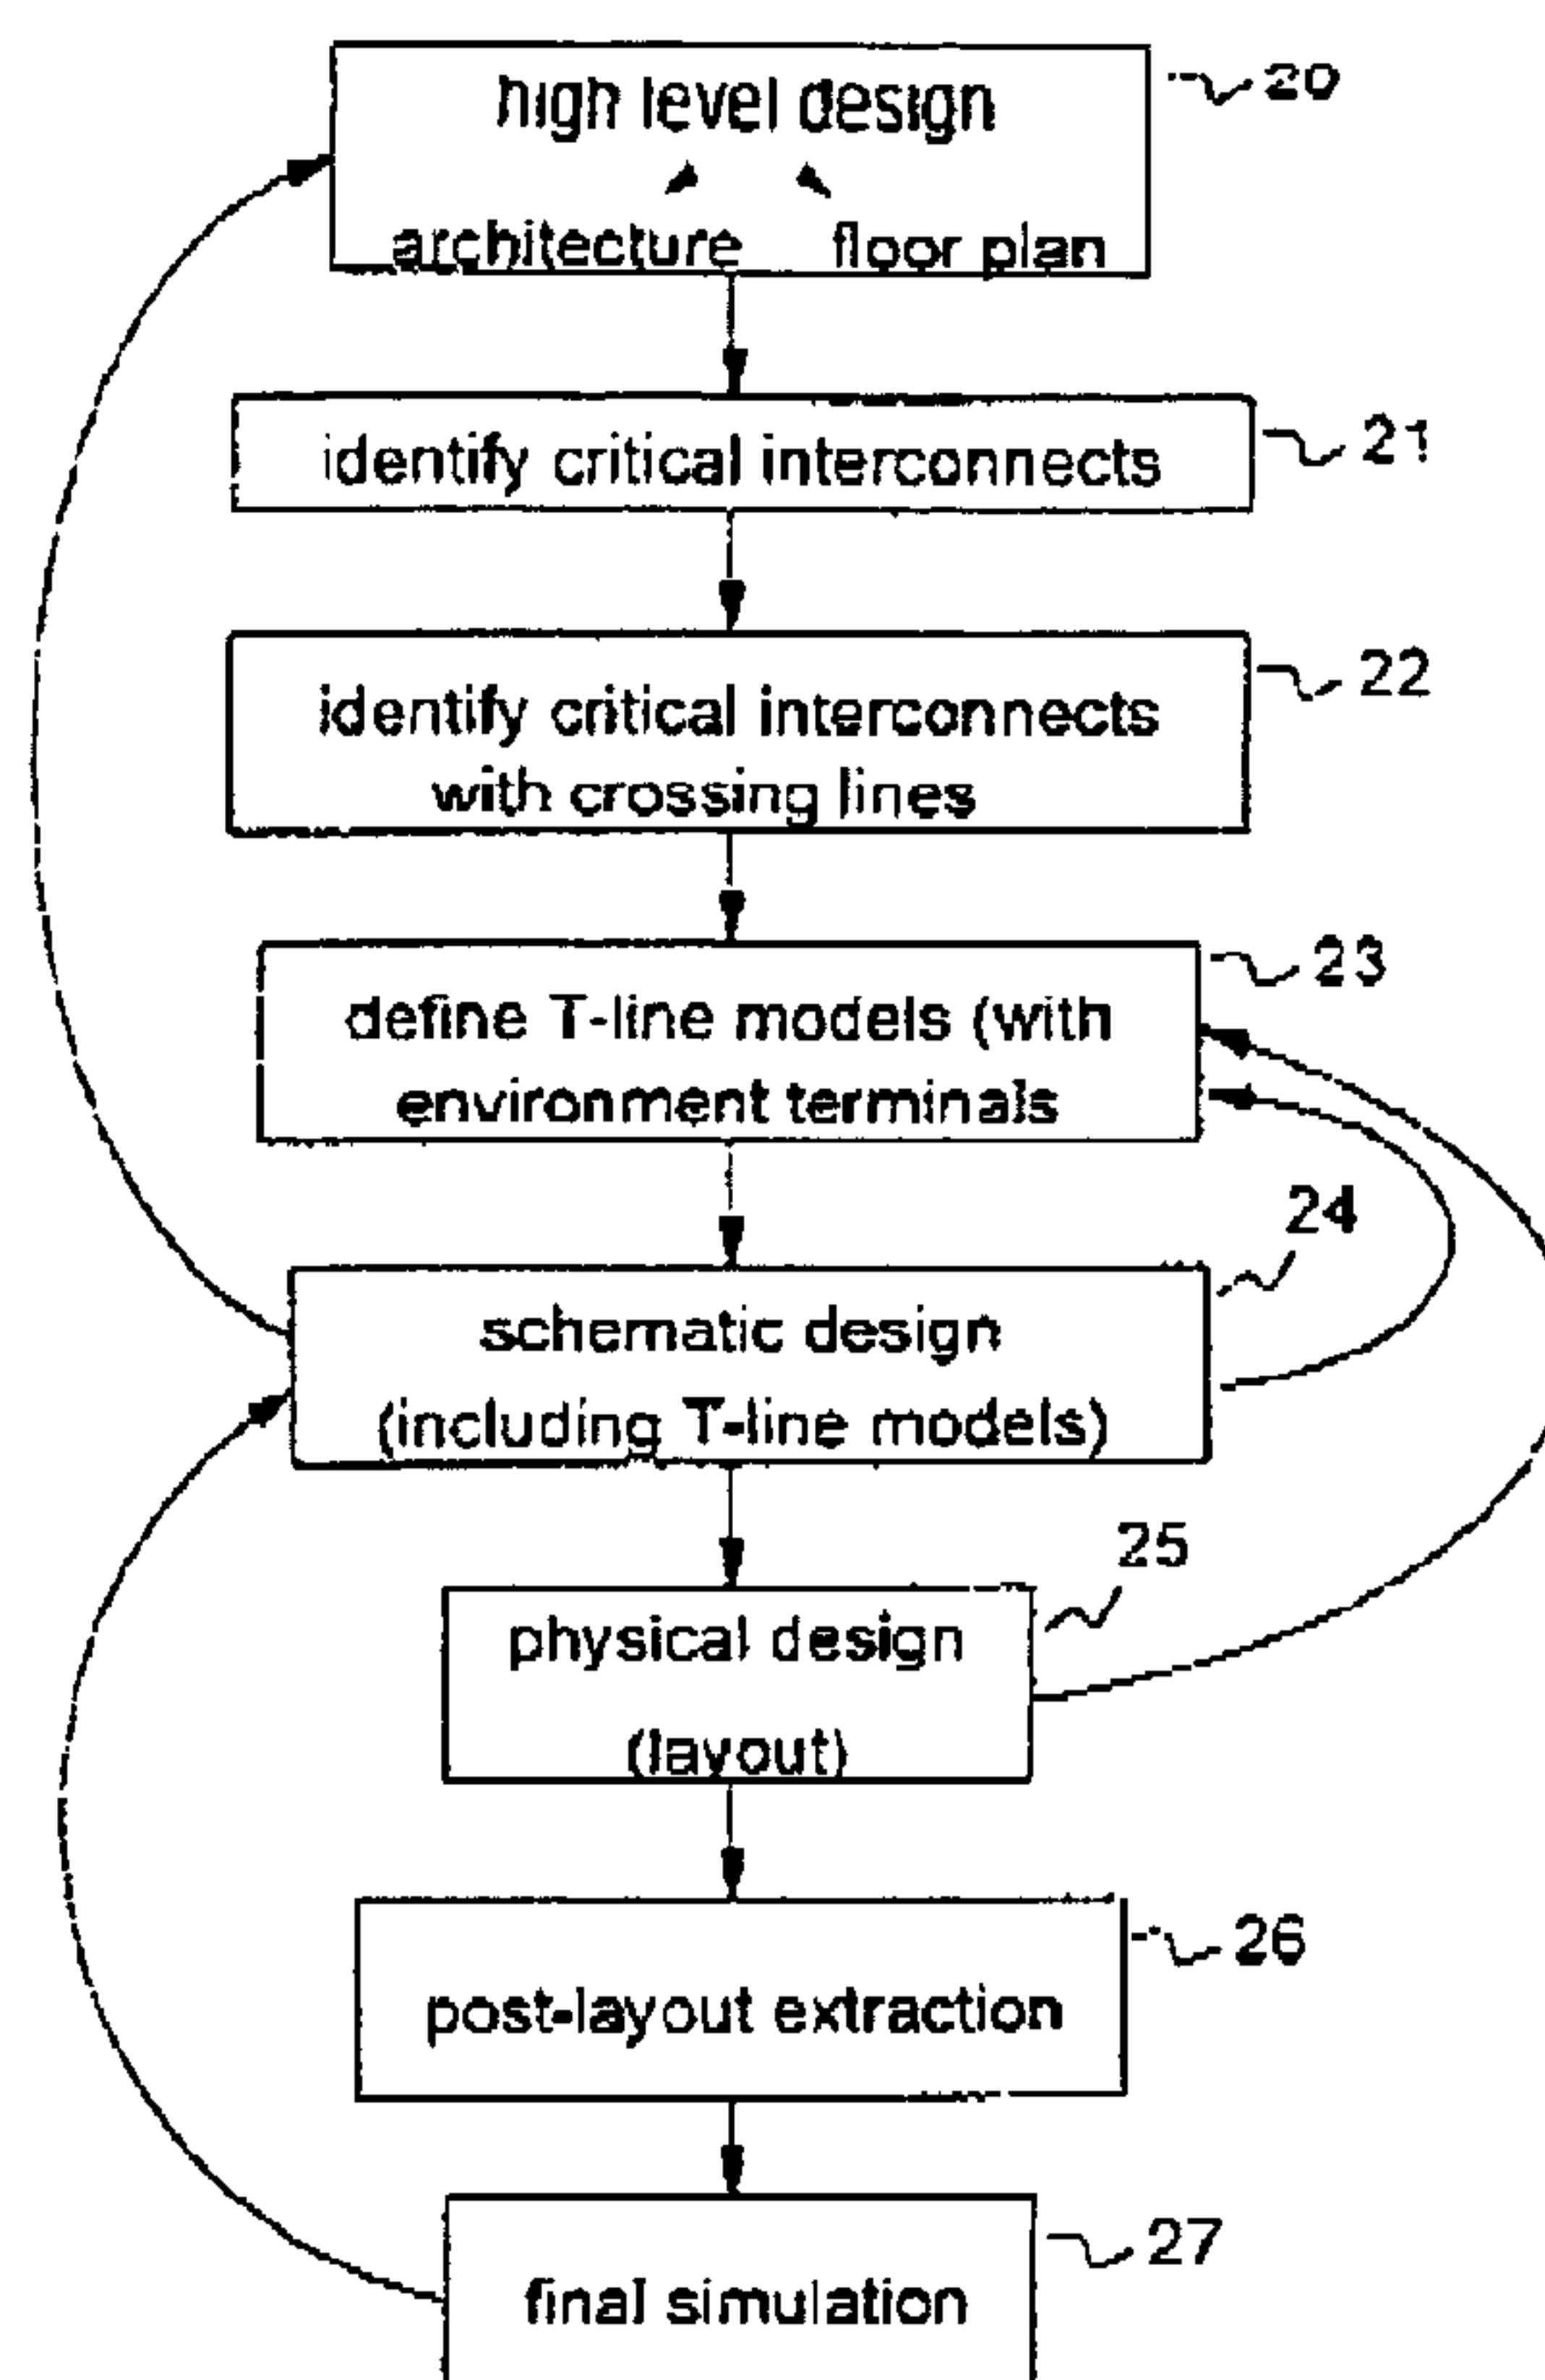 high level design
20
architecture floor plan
identify critical interconnects
21
identify critical interconnects
with crossing lines
22
define T-line models (with
environment terminals
23
24
schematic design
(including T-line models)
25
physical design
(layout)
26
post-layout extraction
27
final simulation